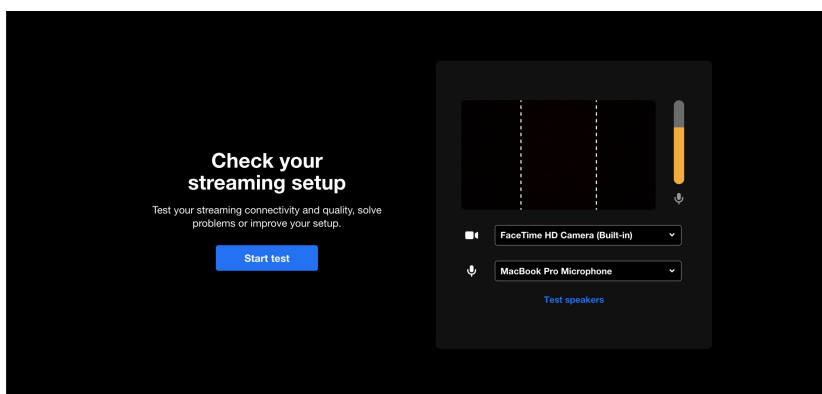 Check your
streaming setup
Test your streaming connectivity and quality, solve
problems or improve your setup.
Start test
FaceTime HD Camera (Built-in)
MacBook Pro Microphone
Test speakers